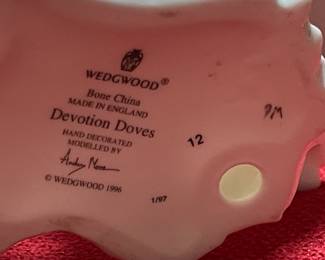 WEDGWOOD®
Bone China
MADE IN ENGLAND
Devotion Doves
HAND DECORATED
MODELLED BY
© WEDGWOOD 1996
1/97
12